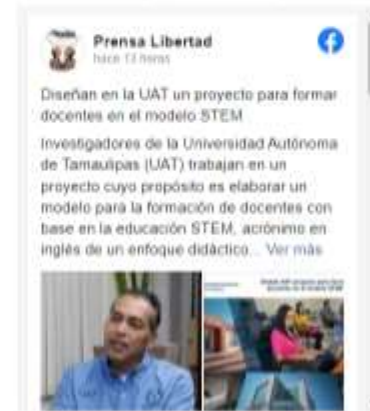 Prensa Libertad
hace 13 horas
Diseñan en la UAT un proyecto para formar
docentes en el modelo STEM
Investigadores de la Universidad Autónoma
de Tamaulipas (UAT) trabajan en un
proyecto cuyo propósito es elaborar un
modelo para la formación de docentes con
base en la educación STEM, acrónimo en
inglés de un enfoque didáctico... Ver más